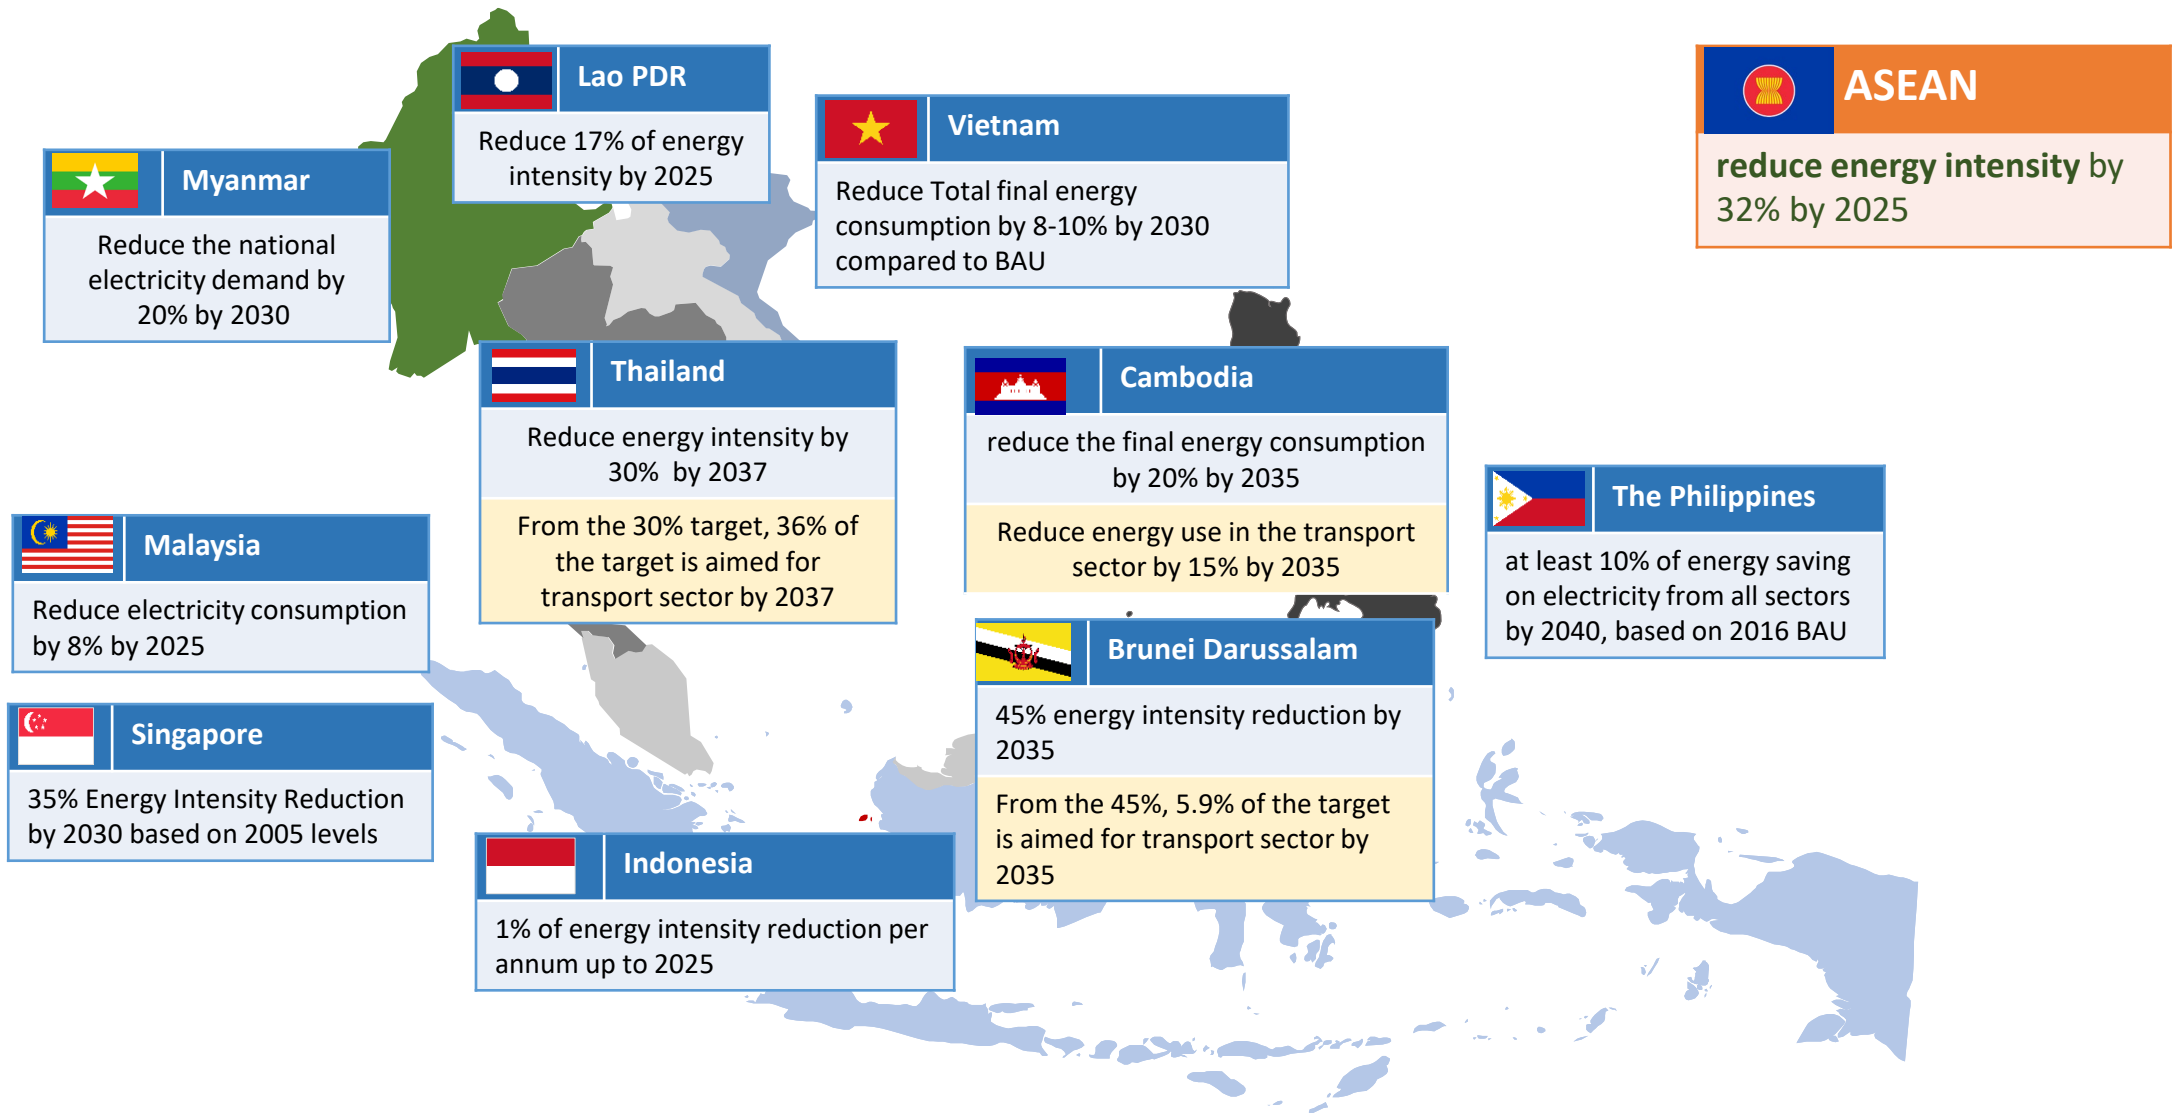 Lao PDR
Reduce 17% of energy
intensity by 2025
ASEAN
reduce energy intensity by
32% by 2025
Vietnam
Reduce Total final energy
consumption by 8-10% by 2030
compared to BAU
Myanmar
Reduce the national
electricity demand by
20% by 2030
Thailand
Reduce energy intensity by
30% by 2037
From the 30% target, 36% of
the target is aimed for
transport sector by 2037
Cambodia
reduce the final energy consumption
by 20% by 2035
Reduce energy use in the transport
sector by 15% by 2035
The Philippines
at least 10% of energy saving
on electricity from all sectors
by 2040, based on 2016 BAU
Malaysia
Reduce electricity consumption
by 8% by 2025
Brunei Darussalam
45% energy intensity reduction by
2035
From the 45%, 5.9% of the target
is aimed for transport sector by
2035
Singapore
35% Energy Intensity Reduction
by 2030 based on 2005 levels
Indonesia
1% of energy intensity reduction per
annum up to 2025